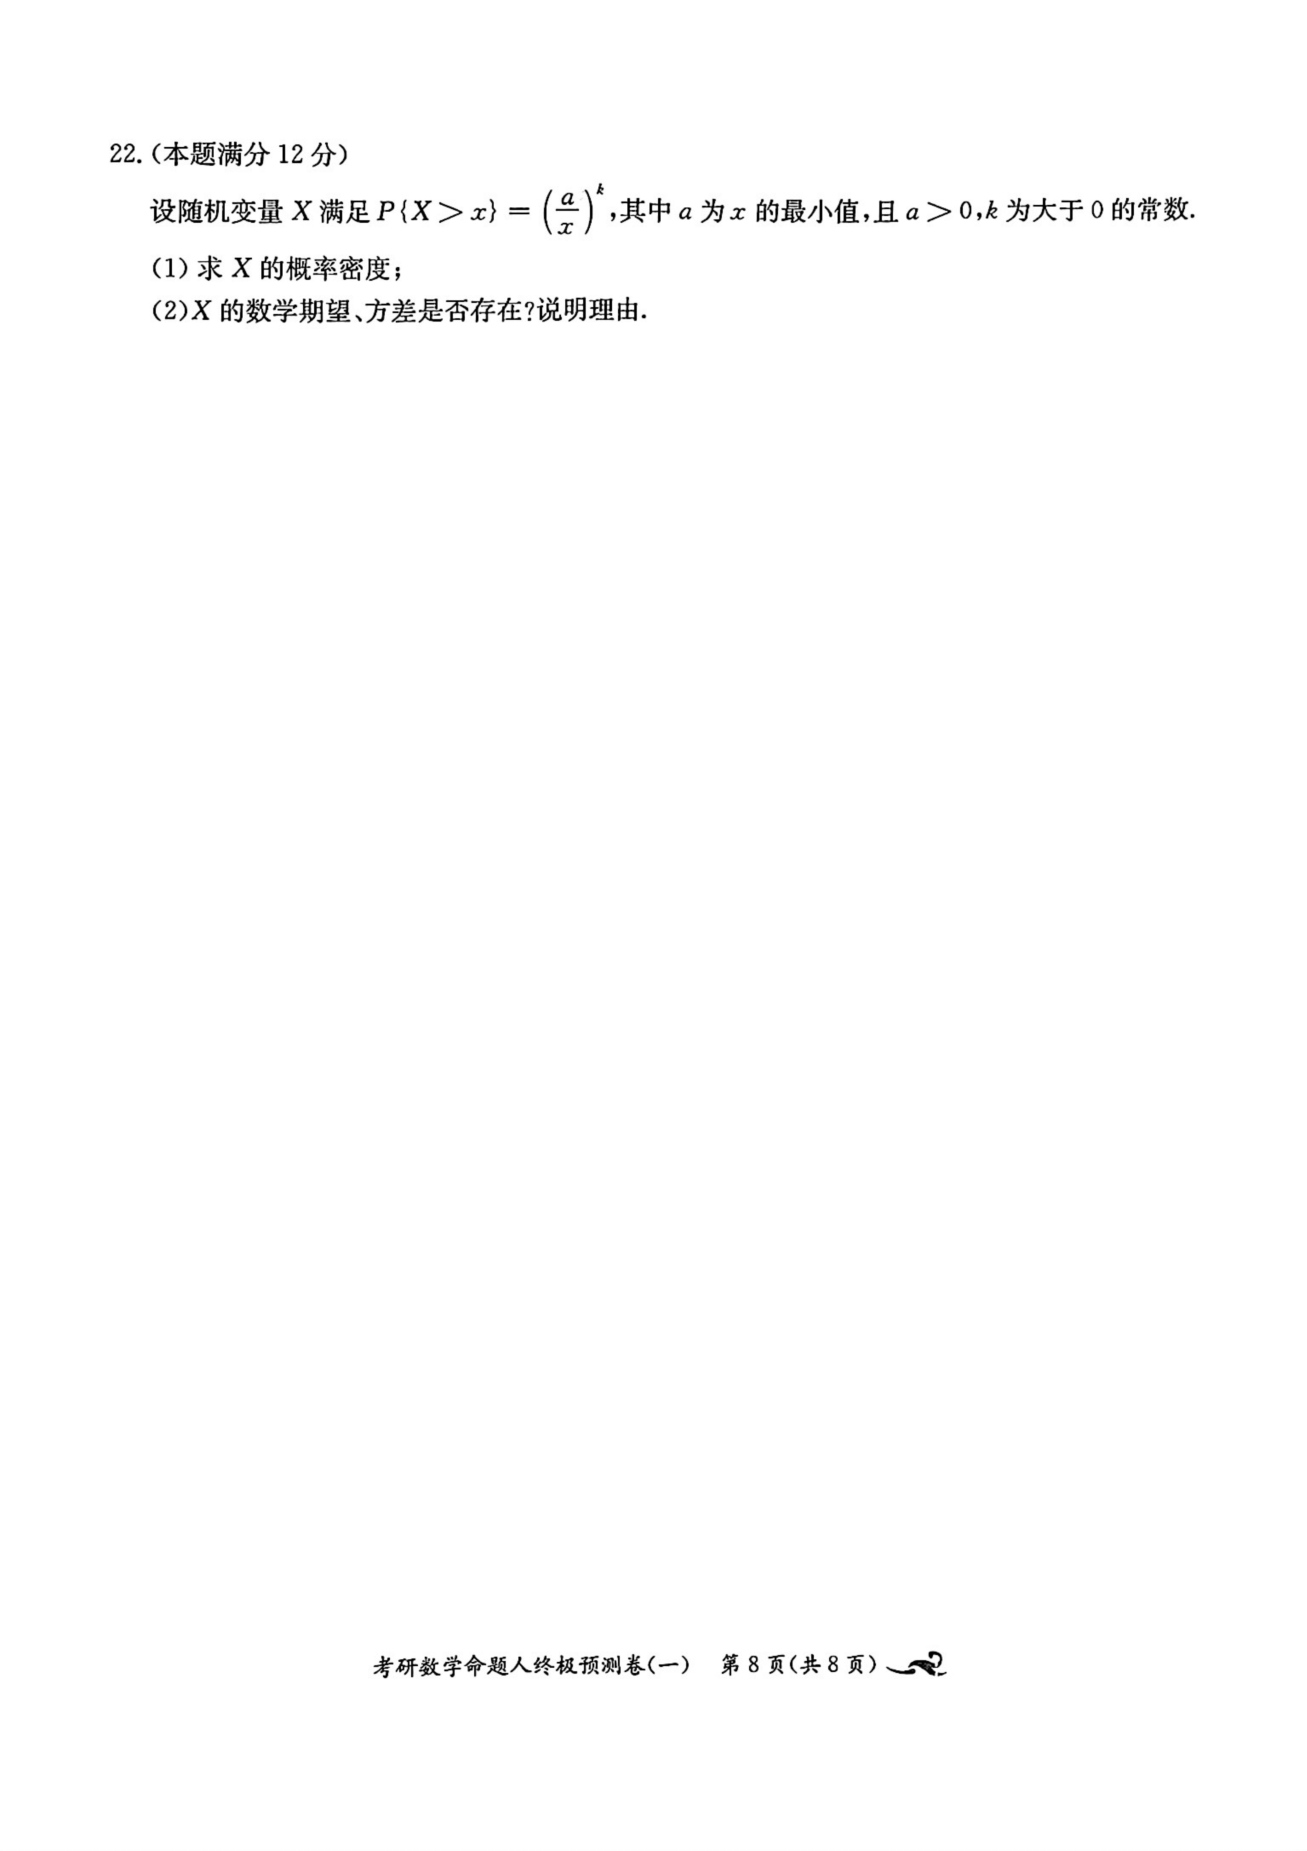 22.(本题满分 12 分)
设随机变量 X 满足 P{X＞x} = (a/x)^k,其中 a 为 x 的最小值,且 a＞0,k 为大于 0 的常数.
(1) 求 X 的概率密度;
(2)X 的数学期望、方差是否存在?说明理由.
考研数学命题人终极预测卷(一) 第 8 页(共 8 页)